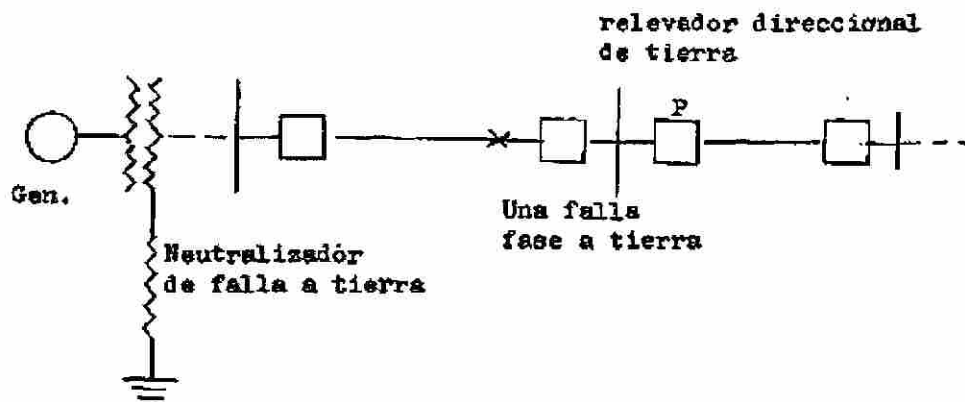 relevador direccional
de tierra
P
Gen.
Una falla
fase a tierra
Neutralizador
de falla a tierra